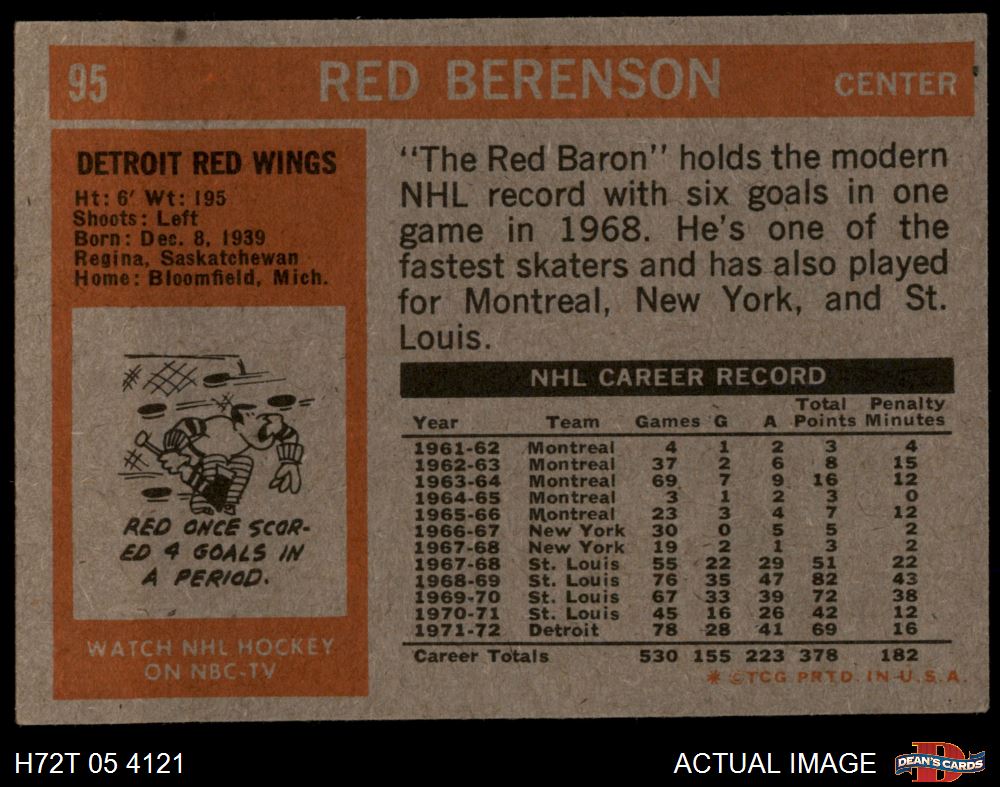 95 RED BERENSON CENTER
DETROIT RED WINGS
Ht: 6' Wt: 195
Shoots: Left
Born: Dec. 8, 1939
Regina, Saskatchewan
Home: Bloomfield, Mich.
RED ONCE SCOR-
ED 4 GOALS IN
A PERIOD.
WATCH NHL HOCKEY
ON NBC-TV
“The Red Baron” holds the modern
NHL record with six goals in one
game in 1968. He's one of the
fastest skaters and has also played
for Montreal, New York, and St.
Louis.
NHL CAREER RECORD
Total Penalty
Year Team Games G A Points Minutes
1961-62 Montreal 4 1 2 3 4
1962-63 Montreal 37 2 6 8 15
1963-64 Montreal 69 7 9 16 12
1964-65 Montreal 3 1 2 3 0
1965-66 Montreal 23 3 4 7 12
1966-67 New York 30 0 5 5 2
1967-68 New York 19 2 1 3 2
1967-68 St. Louis 55 22 29 51 22
1968-69 St. Louis 76 35 47 82 43
1969-70 St. Louis 67 33 39 72 38
1970-71 St. Louis 45 16 26 42 12
1971-72 Detroit 78 28 41 69 16
Career Totals 530 155 223 378 182
* © TCG PRTD. IN U.S.A.
H72T 05 4121 ACTUAL IMAGE
D
DEAN'S CARDS